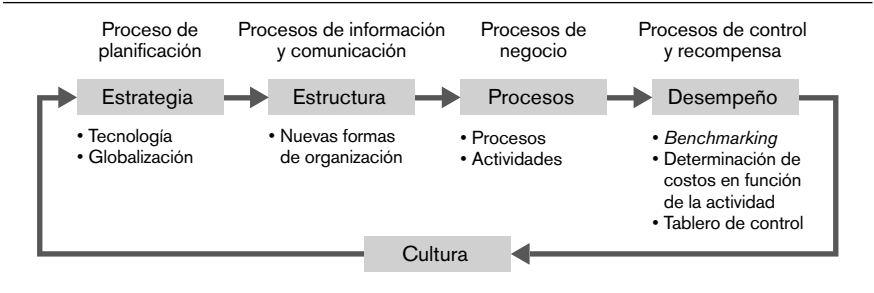 Proceso de
planificación
Procesos de información
y comunicación
Procesos de
negocio
Procesos de control
y recompensa
Estrategia
Estructura
Procesos
Desempeño
• Tecnología
• Globalización
• Nuevas formas
de organización
• Procesos
• Actividades
• Benchmarking
• Determinación de
costos en función
de la actividad
• Tablero de control
Cultura